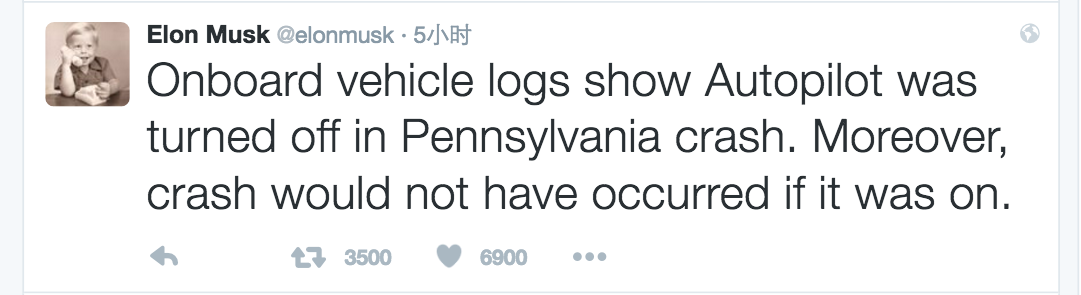 Elon Musk @elonmusk · 5小时
Onboard vehicle logs show Autopilot was
turned off in Pennsylvania crash. Moreover,
crash would not have occurred if it was on.
3500 6900